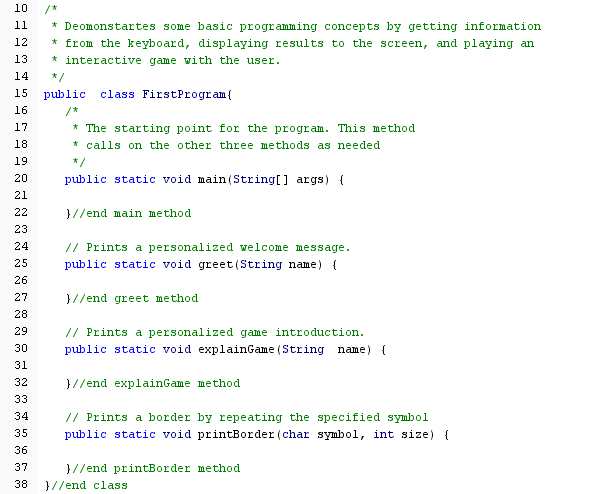 10 /*
11  * Deomonstartes some basic programming concepts by getting information
12  * from the keyboard, displaying results to the screen, and playing an
13  * interactive game with the user.
14  */
15 public  class FirstProgram{
16    /*
17     * The starting point for the program. This method
18     * calls on the other three methods as needed
19     */
20    public static void main(String[] args) {
21
22    }//end main method
23
24    // Prints a personalized welcome message.
25    public static void greet(String name) {
26
27    }//end greet method
28
29    // Prints a personalized game introduction.
30    public static void explainGame(String  name) {
31
32    }//end explainGame method
33
34    // Prints a border by repeating the specified symbol
35    public static void printBorder(char symbol, int size) {
36
37    }//end printBorder method
38 }//end class